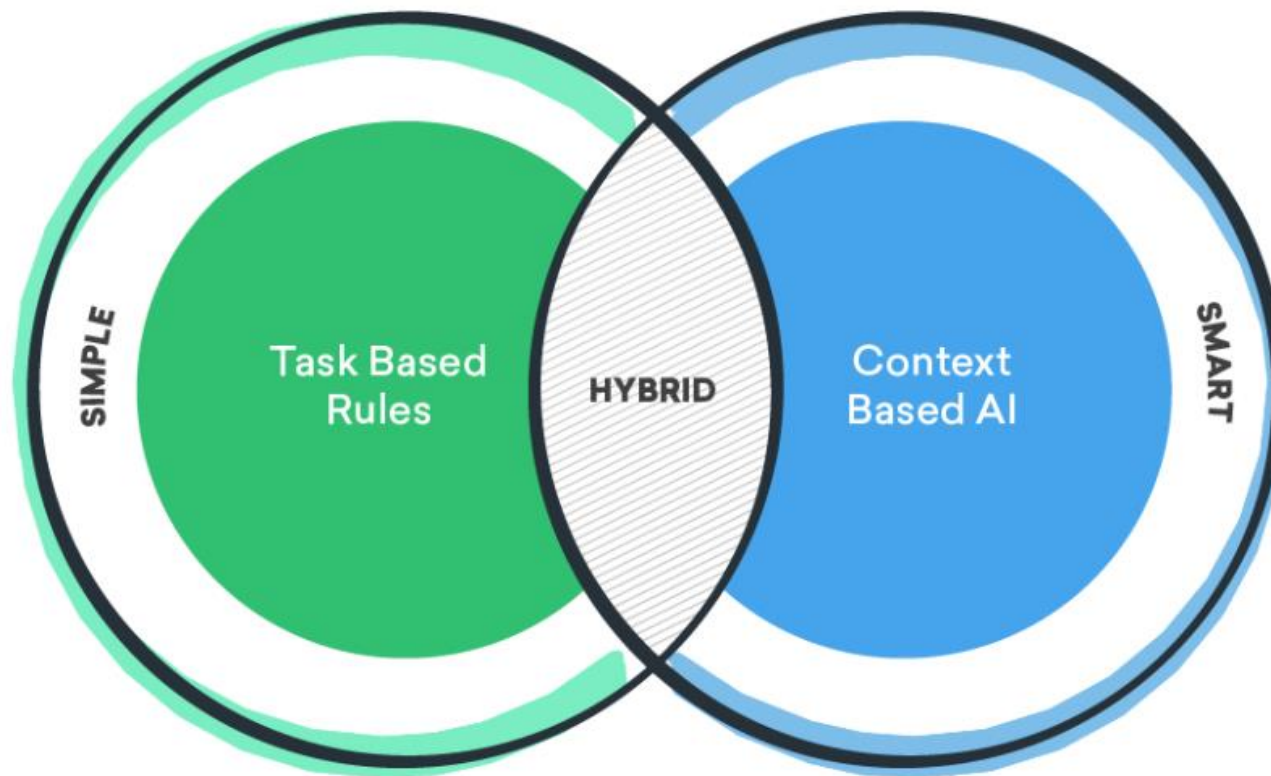 SIMPLE
Task Based
Rules
HYBRID
Context
Based AI
SMART